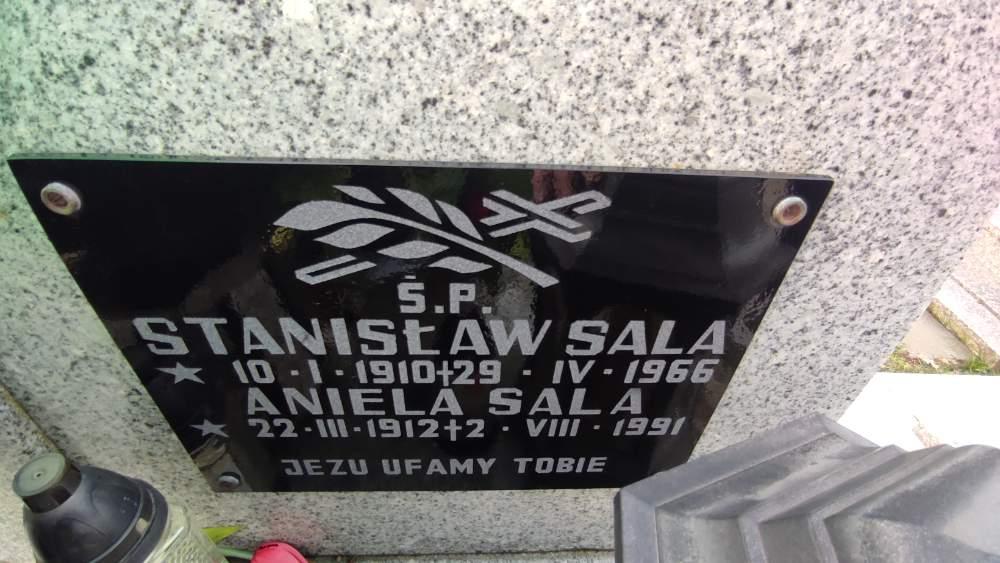 Ś.P.
STANISŁAW SALA
★ 10 · I · 1910 † 29 · IV · 1966
ANIELA SALA
★ 22 · III · 1912 † 2 · VIII · 1991
JEZU UFAMY TOBIE